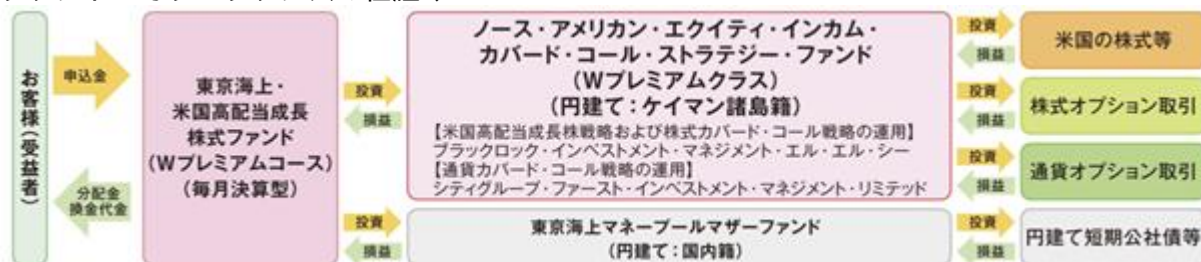 お客様(受益者)
申込金
分配金
換金代金
東京海上・
米国高配当成長
株式ファンド
(Wプレミアムコース)
(毎月決算型)
投資
損益
投資
損益
ノース・アメリカン・エクイティ・インカム・
カバード・コール・ストラテジー・ファンド
(Wプレミアムクラス)
(円建て:ケイマン諸島籍)
【米国高配当成長株戦略および株式カバード・コール戦略の運用】
ブラックロック・インベストメント・マネジメント・エル・エル・シー
【通貨カバード・コール戦略の運用】
シティグループ・ファースト・インベストメント・マネジメント・リミテッド
東京海上マネープールマザーファンド
(円建て:国内籍)
投資
損益
米国の株式等
投資
損益
株式オプション取引
投資
損益
通貨オプション取引
投資
損益
円建て短期公社債等